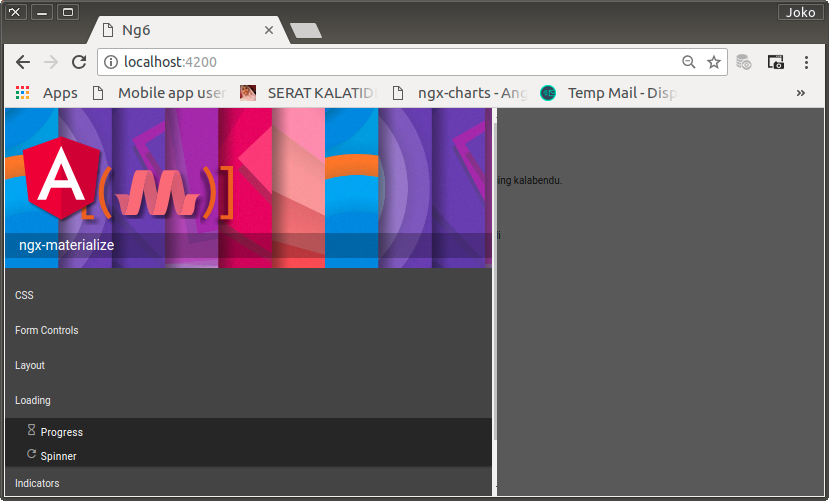 Joko
Ng6
localhost:4200
Apps Mobile app user SERAT KALATID ngx-charts - Ang Temp Mail - Disp »
A [( )]
ngx-materialize
ing kalabendu.
CSS
Form Controls
Layout
Loading
Progress
Spinner
Indicators